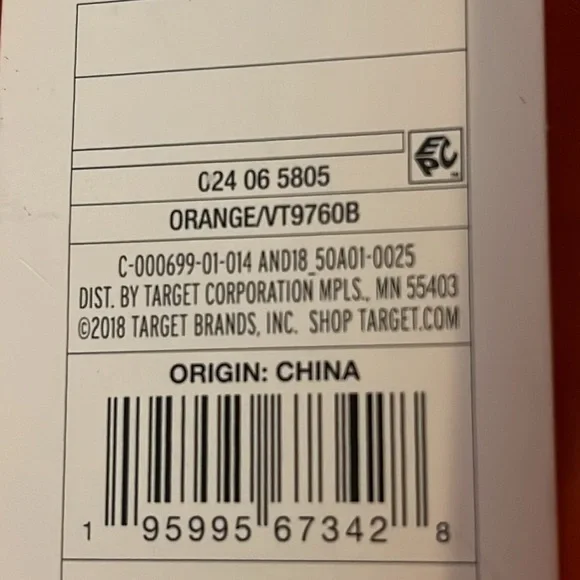 EPC™
024 06 5805
ORANGE/VT9760B
C-000699-01-014 AND18_50A01-0025
DIST. BY TARGET CORPORATION MPLS., MN 55403
©2018 TARGET BRANDS, INC. SHOP TARGET.COM
ORIGIN: CHINA
1 95995 67342 8